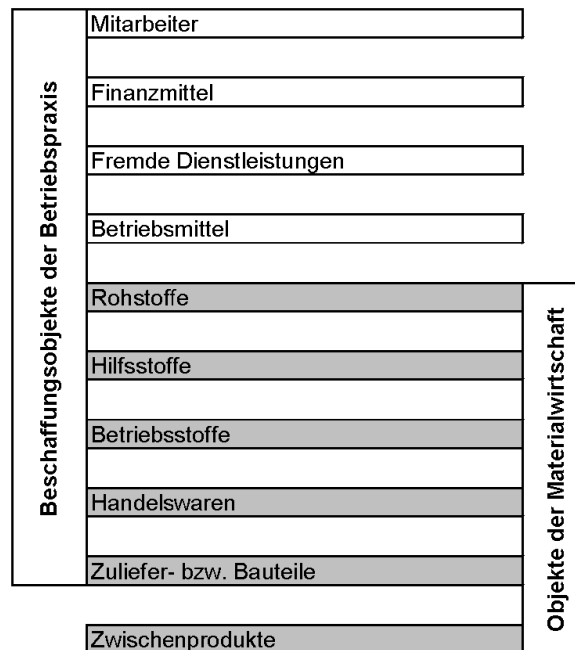 Beschaffungsobjekte der Betriebspraxis
Mitarbeiter
Finanzmittel
Fremde Dienstleistungen
Betriebsmittel
Rohstoffe
Hilfsstoffe
Betriebsstoffe
Handelswaren
Zuliefer- bzw. Bauteile
Zwischenprodukte
Objekte der Materialwirtschaft